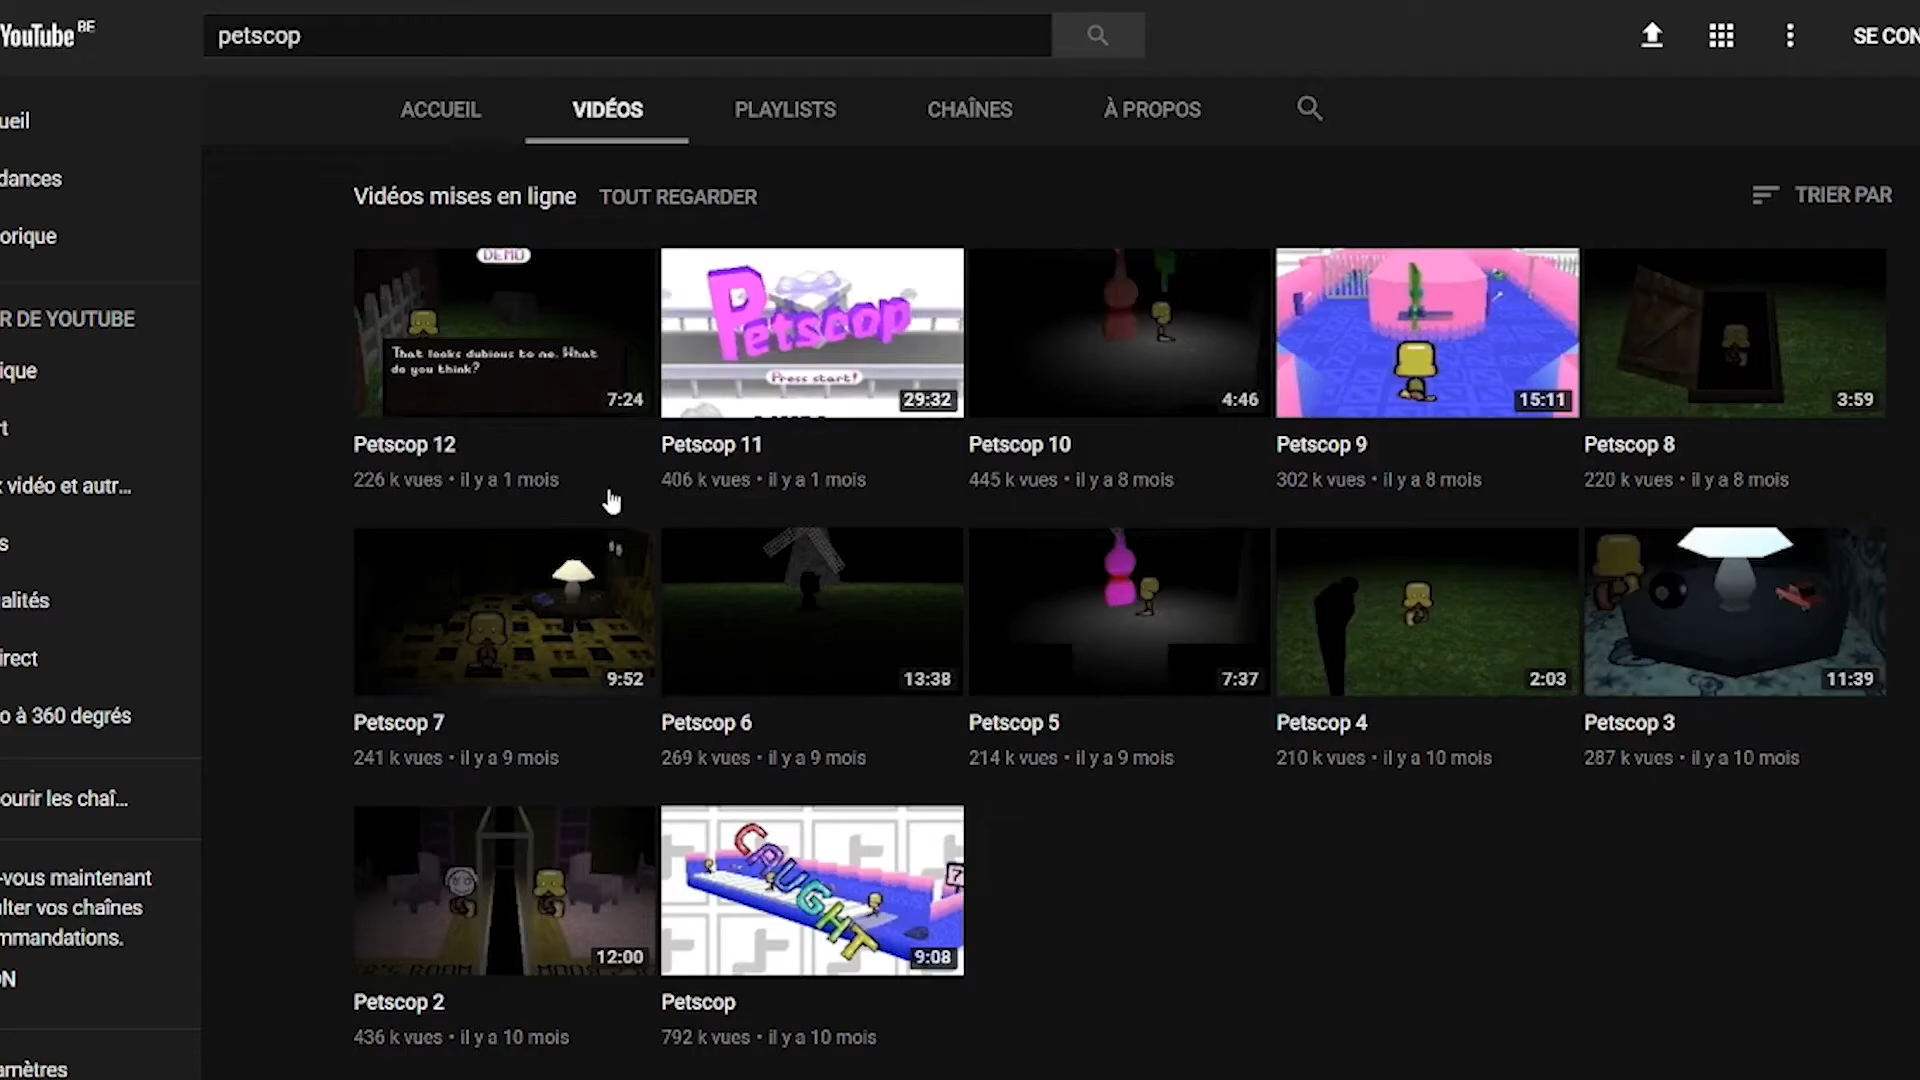 YouTube BE
petscop
SE CON
ACCUEIL VIDÉOS PLAYLISTS CHAÎNES À PROPOS
ueil
dances
orique
R DE YOUTUBE
ique
t
x vidéo et autr...
s
alités
irect
o à 360 degrés
ourir les chaî...
-vous maintenant
ulter vos chaînes
mmandations.
ON
amètres
Vidéos mises en ligne TOUT REGARDER
TRIER PAR
DEMO
That looks dubious to me. What
do you think?
7:24
Petscop
Press start!
29:32
4:46
15:11
3:59
Petscop 12
226 k vues • il y a 1 mois
Petscop 11
406 k vues • il y a 1 mois
Petscop 10
445 k vues • il y a 8 mois
Petscop 9
302 k vues • il y a 8 mois
Petscop 8
220 k vues • il y a 8 mois
9:52
13:38
7:37
2:03
11:39
Petscop 7
241 k vues • il y a 9 mois
Petscop 6
269 k vues • il y a 9 mois
Petscop 5
214 k vues • il y a 9 mois
Petscop 4
210 k vues • il y a 10 mois
Petscop 3
287 k vues • il y a 10 mois
R'S ROOM
12:00
CAUGHT
7
9:08
Petscop 2
436 k vues • il y a 10 mois
Petscop
792 k vues • il y a 10 mois